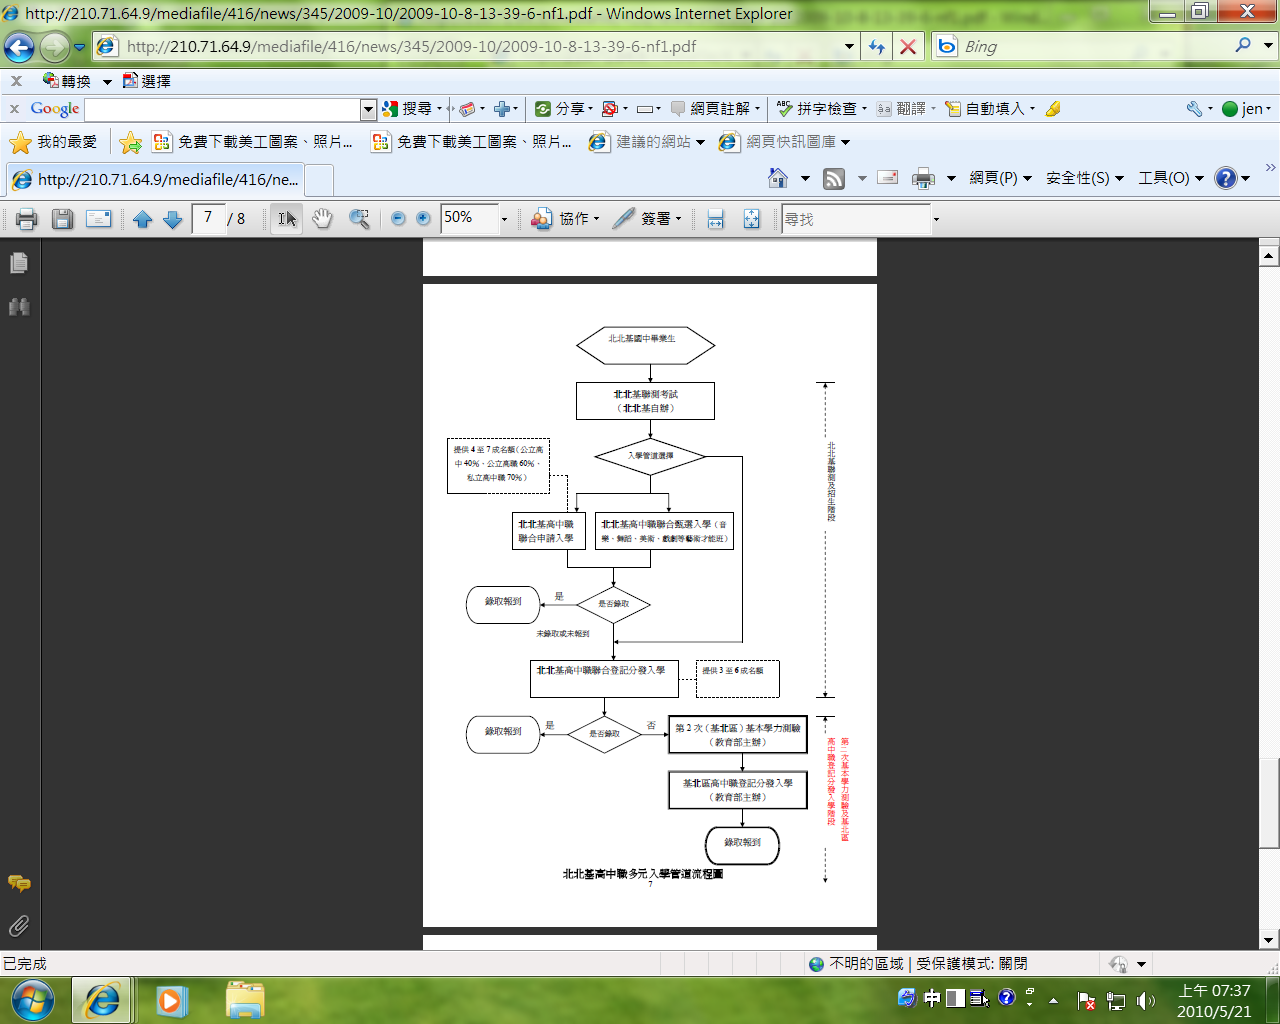 http://210.71.64.9/mediafile/416/news/345/2009-10/2009-10-8-13-39-6-nf1.pdf - Windows Internet Explorer
http://210.71.64.9/mediafile/416/news/345/2009-10/2009-10-8-13-39-6-nf1.pdf
Bing
x 轉換 選擇
x Google 搜尋 分享 網頁註解 拼字檢查 翻譯 自動填入 jen
我的最愛 免費下載美工圖案、照片... 免費下載美工圖案、照片... 建議的網站 網頁快訊圖庫
http://210.71.64.9/mediafile/416/ne...
網頁(P) 安全性(S) 工具(O)
7 / 8 50% 協作 簽署 尋找
北北基國中畢業生
北北基聯測考試
（北北基自辦）
入學管道選擇
提供 4 至 7 成名額（公立高
中 40%、公立高職 60%、
私立高中職 70%）
北北基高中職
聯合申請入學
北北基高中職聯合甄選入學（音
樂、舞蹈、美術、戲劇等藝術才能班）
是否錄取
是
錄取報到
未錄取或未報到
北北基高中職聯合登記分發入學
提供 3 至 6 成名額
是否錄取
是
否
錄取報到
第 2 次（基北區）基本學力測驗
（教育部主辦）
基北區高中職登記分發入學
（教育部主辦）
錄取報到
北北基聯測及招生階段
第二次基本學力測驗及基北區
高中職登記分發入學階段
北北基高中職多元入學管道流程圖
7
已完成
不明的區域 | 受保護模式: 關閉
中
上午 07:37
2010/5/21